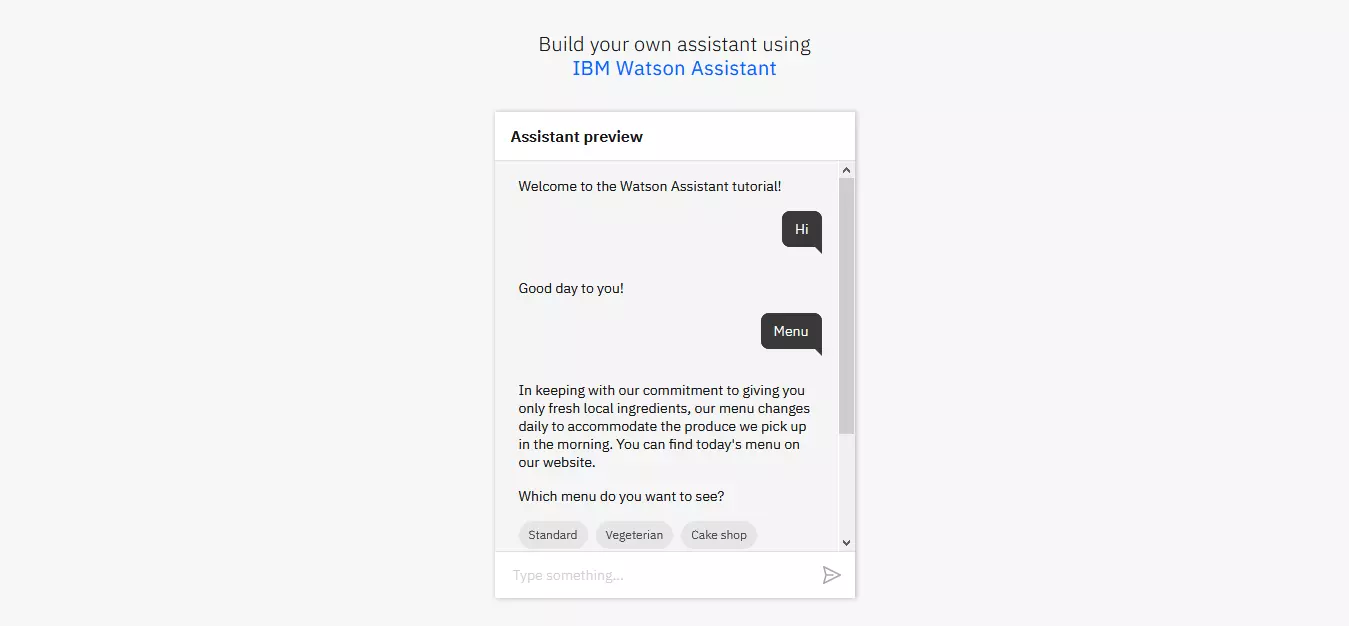 Build your own assistant using
IBM Watson Assistant
Assistant preview
Welcome to the Watson Assistant tutorial!
Hi
Good day to you!
Menu
In keeping with our commitment to giving you
only fresh local ingredients, our menu changes
daily to accommodate the produce we pick up
in the morning. You can find today's menu on
our website.
Which menu do you want to see?
Standard Vegeterian Cake shop
Type something...